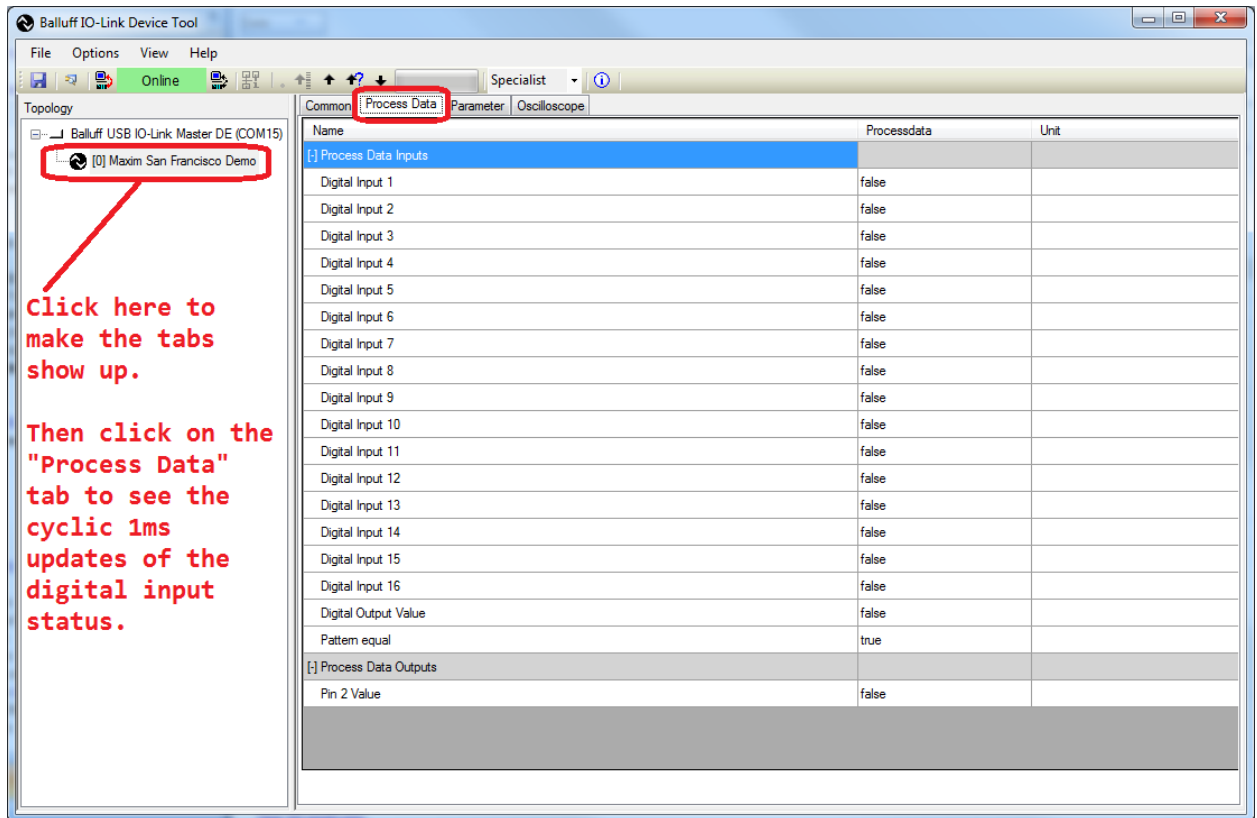 Balluff IO-Link Device Tool
File Options View Help
Online Specialist
Topology
Common Process Data Parameter Oscilloscope
Balluff USB IO-Link Master DE (COM15)
[0] Maxim San Francisco Demo
Name Processdata Unit
[-] Process Data Inputs
Digital Input 1 false
Digital Input 2 false
Digital Input 3 false
Digital Input 4 false
Digital Input 5 false
Digital Input 6 false
Digital Input 7 false
Digital Input 8 false
Digital Input 9 false
Digital Input 10 false
Digital Input 11 false
Digital Input 12 false
Digital Input 13 false
Digital Input 14 false
Digital Input 15 false
Digital Input 16 false
Digital Output Value false
Pattern equal true
[-] Process Data Outputs
Pin 2 Value false
Click here to
make the tabs
show up.
Then click on the
"Process Data"
tab to see the
cyclic 1ms
updates of the
digital input
status.